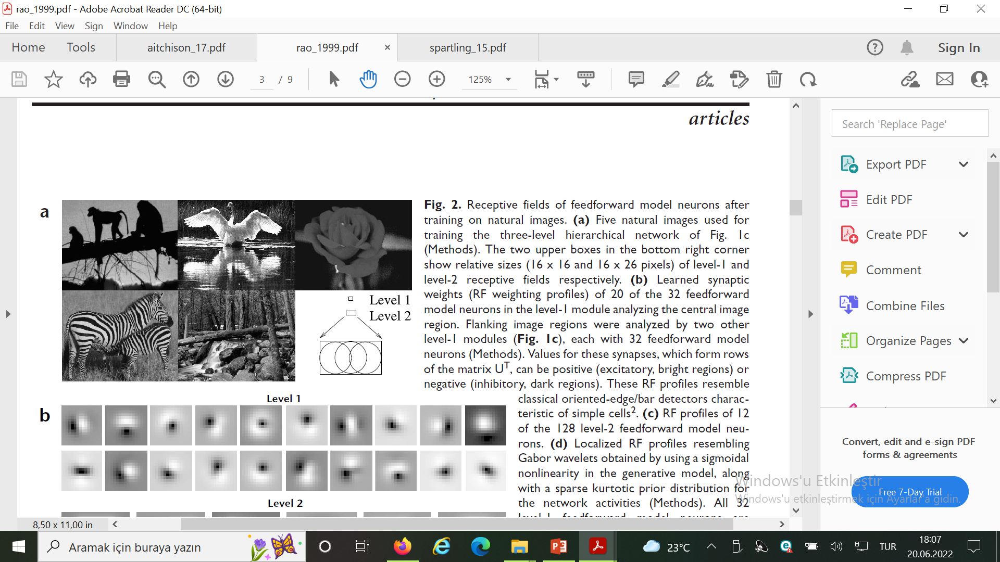 rao_1999.pdf - Adobe Acrobat Reader DC (64-bit)
File Edit View Sign Window Help
Home Tools aitchison_17.pdf rao_1999.pdf × spartling_15.pdf Sign In
3 / 9 125%
articles
Search 'Replace Page'
Export PDF
Edit PDF
Create PDF
Comment
Combine Files
Organize Pages
Compress PDF
Convert, edit and e-sign PDF
forms & agreements
Free 7-Day Trial
a
Level 1
Level 2
Fig. 2. Receptive fields of feedforward model neurons after
training on natural images. (a) Five natural images used for
training the three-level hierarchical network of Fig. 1c
(Methods). The two upper boxes in the bottom right corner
show relative sizes (16 x 16 and 16 x 26 pixels) of level-1 and
level-2 receptive fields respectively. (b) Learned synaptic
weights (RF weighting profiles) of 20 of the 32 feedforward
model neurons in the level-1 module analyzing the central image
region. Flanking image regions were analyzed by two other
level-1 modules (Fig. 1c), each with 32 feedforward model
neurons (Methods). Values for these synapses, which form rows
of the matrix Uᵀ, can be positive (excitatory, bright regions) or
negative (inhibitory, dark regions). These RF profiles resemble
classical oriented-edge/bar detectors charac-
teristic of simple cells². (c) RF profiles of 12
of the 128 level-2 feedforward model neu-
rons. (d) Localized RF profiles resembling
Gabor wavelets obtained by using a sigmoidal
nonlinearity in the generative model, along
with a sparse kurtotic prior distribution for
the network activities (Methods). All 32
level-1 feedforward model neurons are
Level 1
b
Level 2
Windows'u Etkinleştir
Windows'u etkinleştirmek için Ayarlar'a gidin.
8,50 x 11,00 in
Aramak için buraya yazın
23°C
TUR
18:07
20.06.2022